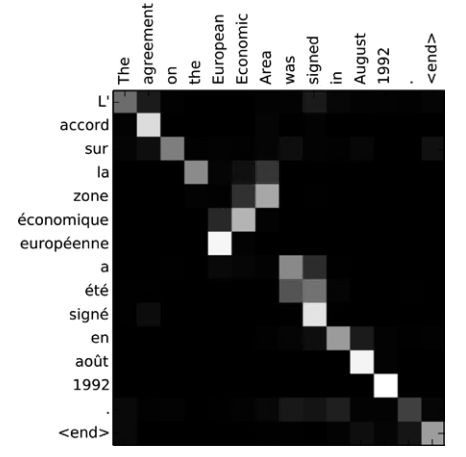 The
agreement
on
the
European
Economic
Area
was
signed
in
August
1992
.
<end>
L'
accord
sur
la
zone
économique
européenne
a
été
signé
en
août
1992
.
<end>